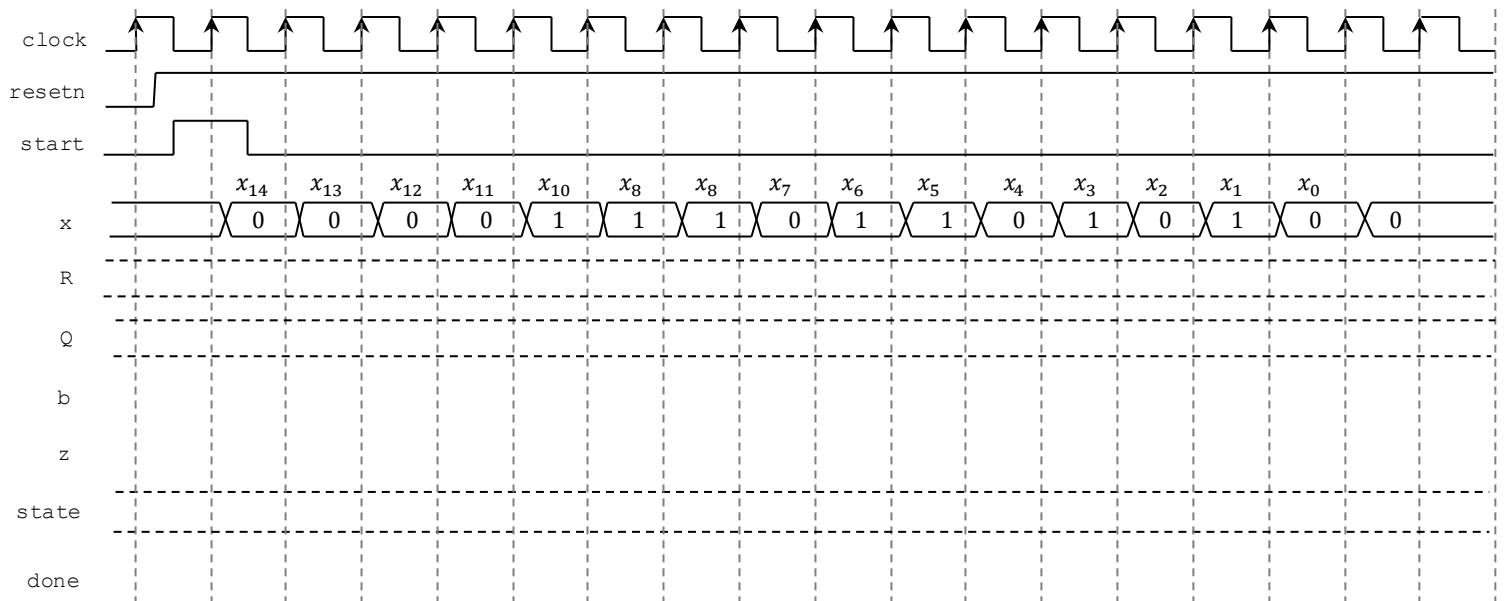 clock
resetn
start
x₁₄ x₁₃ x₁₂ x₁₁ x₁₀ x₈ x₈ x₇ x₆ x₅ x₄ x₃ x₂ x₁ x₀
x 0 0 0 0 1 1 1 0 1 1 0 1 0 1 0 0
R
Q
b
z
state
done